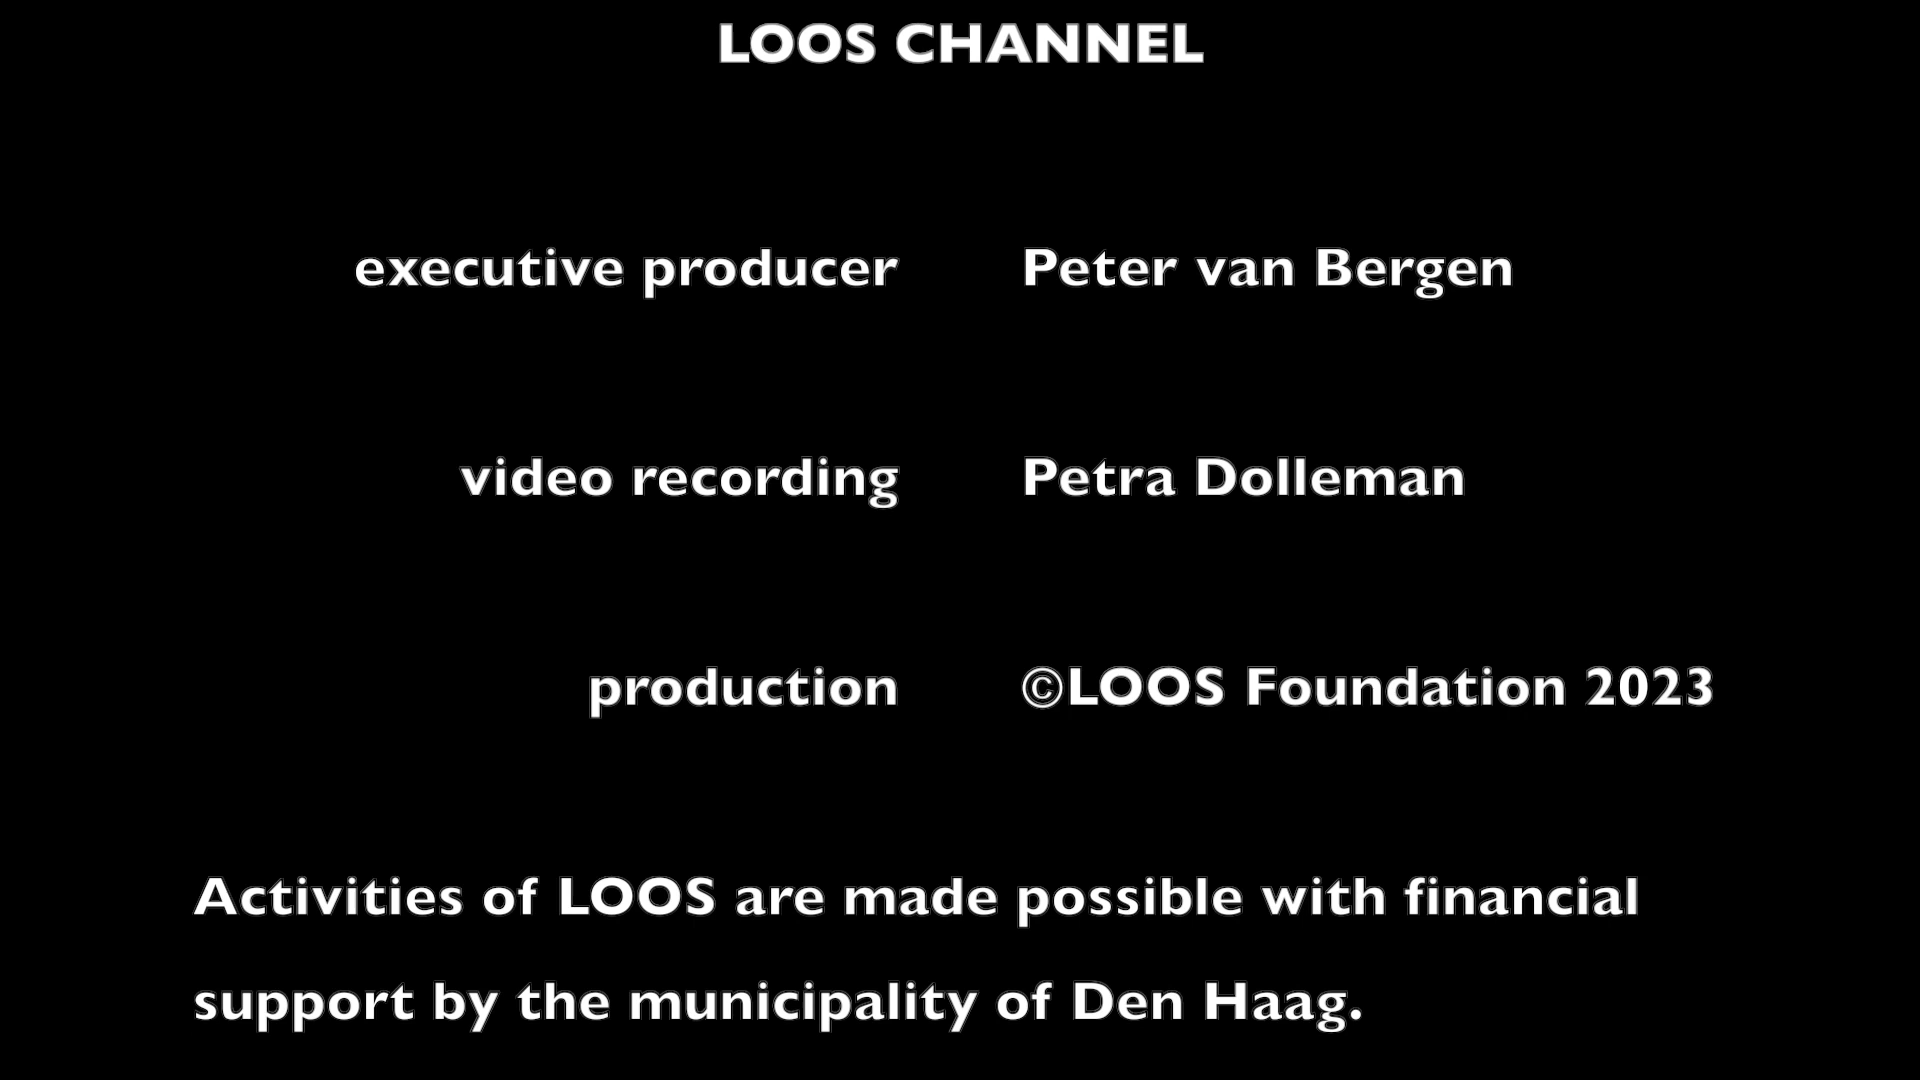 LOOS CHANNEL
executive producer Peter van Bergen
video recording Petra Dolleman
production ©LOOS Foundation 2023
Activities of LOOS are made possible with financial
support by the municipality of Den Haag.